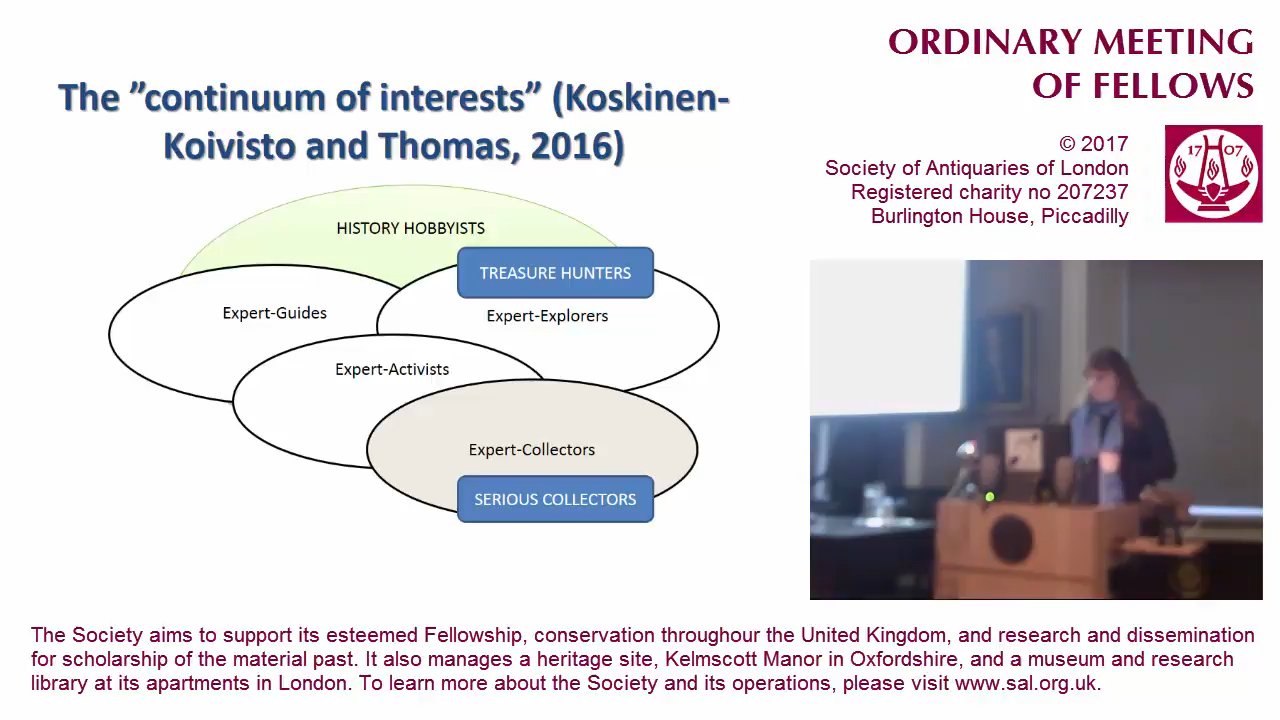 ORDINARY MEETING
OF FELLOWS
The ”continuum of interests” (Koskinen-
Koivisto and Thomas, 2016)
© 2017
Society of Antiquaries of London
Registered charity no 207237
Burlington House, Piccadilly
17 07
HISTORY HOBBYISTS
TREASURE HUNTERS
Expert-Guides
Expert-Explorers
Expert-Activists
Expert-Collectors
SERIOUS COLLECTORS
The Society aims to support its esteemed Fellowship, conservation throughour the United Kingdom, and research and dissemination
for scholarship of the material past. It also manages a heritage site, Kelmscott Manor in Oxfordshire, and a museum and research
library at its apartments in London. To learn more about the Society and its operations, please visit www.sal.org.uk.